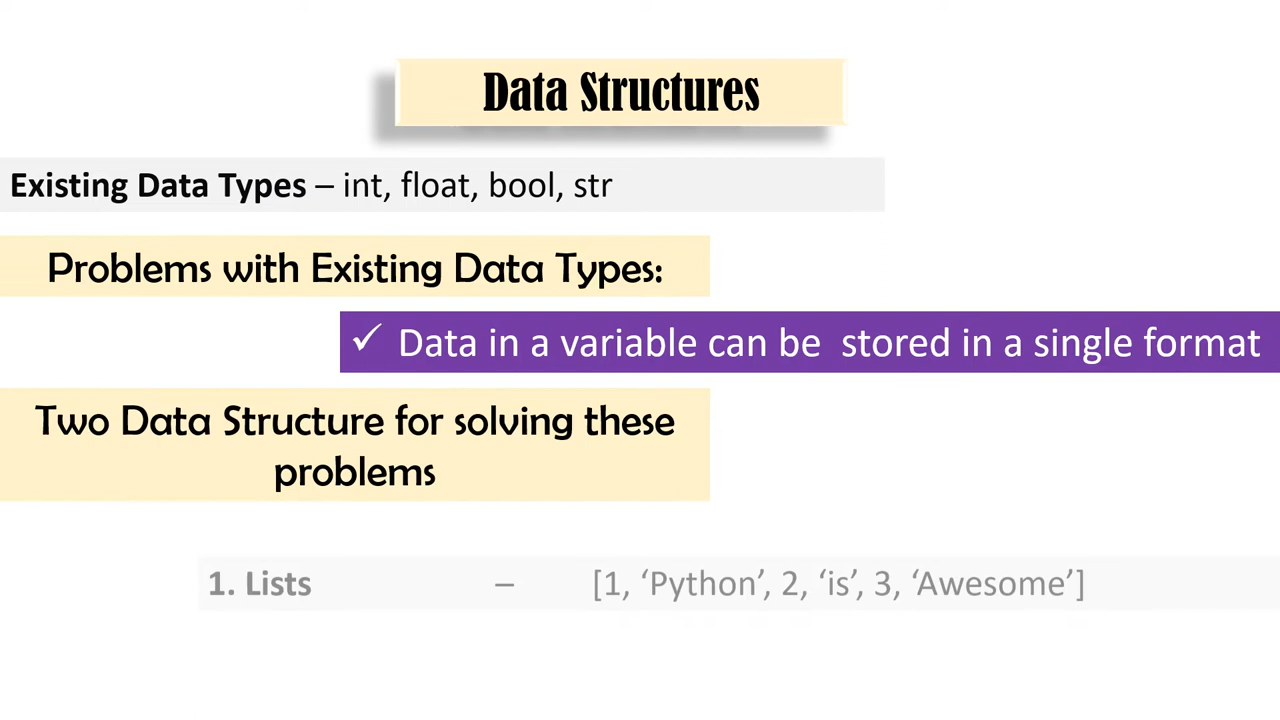 Data Structures
Existing Data Types – int, float, bool, str
Problems with Existing Data Types:
✓ Data in a variable can be  stored in a single format
Two Data Structure for solving these
problems
1. Lists – [1, ‘Python’, 2, ‘is’, 3, ‘Awesome’]